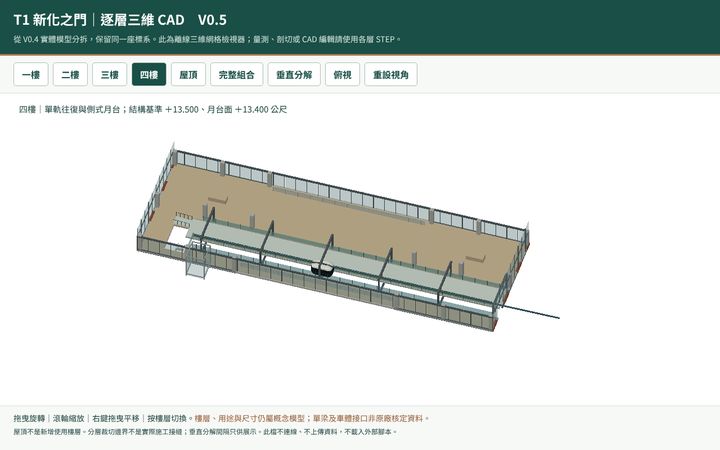 T1 新化之門｜逐層三維 CAD V0.5
從 V0.4 實體模型分拆，保留同一座標系。此為離線三維網格檢視器；量測、剖切或 CAD 編輯請使用各層 STEP。
一樓 二樓 三樓 四樓 屋頂 完整組合 垂直分解 俯視 重設視角
四樓｜單軌往復與側式月台；結構基準 +13.500、月台面 +13.400 公尺
拖曳旋轉｜滾輪縮放｜右鍵拖曳平移｜按樓層切換。樓層、用途與尺寸仍屬概念模型；單梁及車體接口非原廠核定資料。
屋頂不是新增使用樓層。分層裁切邊界不是實際施工接縫；垂直分解間隔只供展示。此檔不連線、不上傳資料，不載入外部腳本。